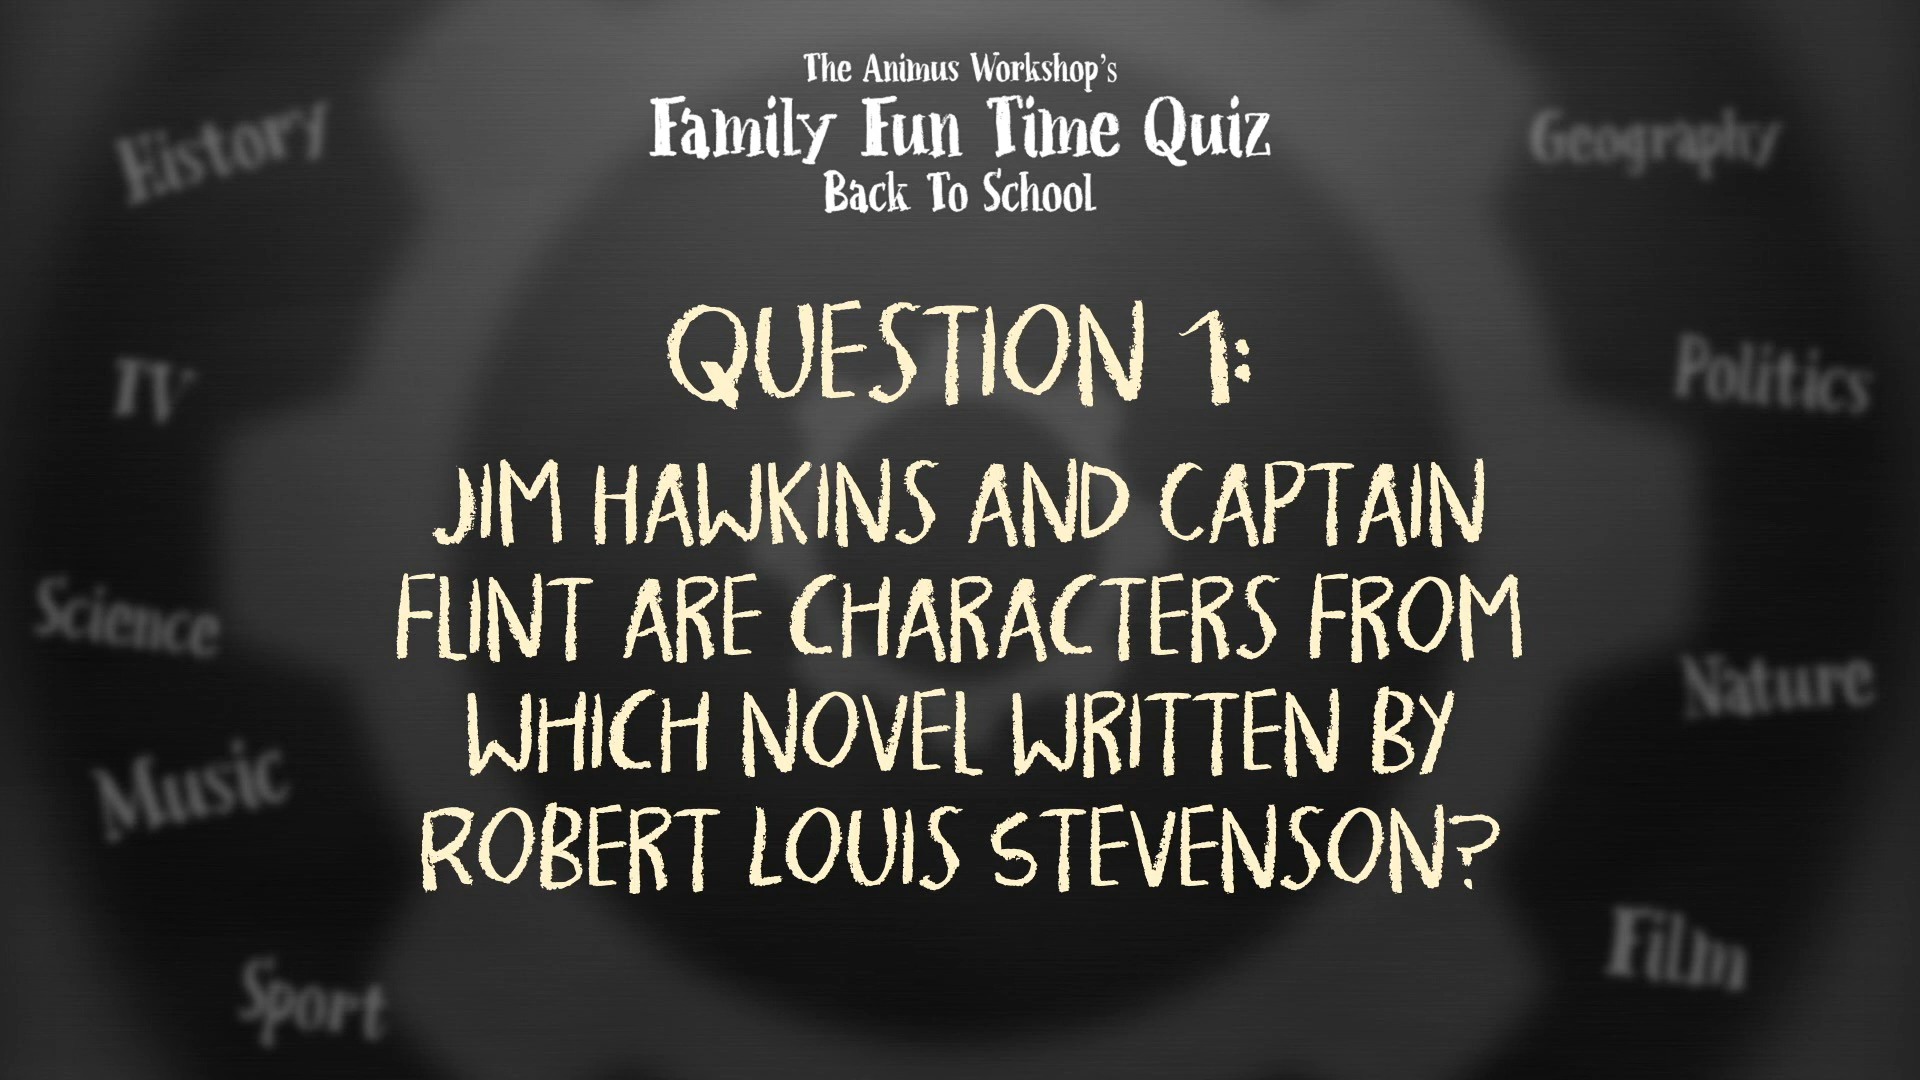 The Animus Workshop's
Family Fun Time Quiz
Back To School
History
Geography
TV
Politics
Science
Nature
Music
Sport
Film
QUESTION 1:
JIM HAWKINS AND CAPTAIN
FLINT ARE CHARACTERS FROM
WHICH NOVEL WRITTEN BY
ROBERT LOUIS STEVENSON?